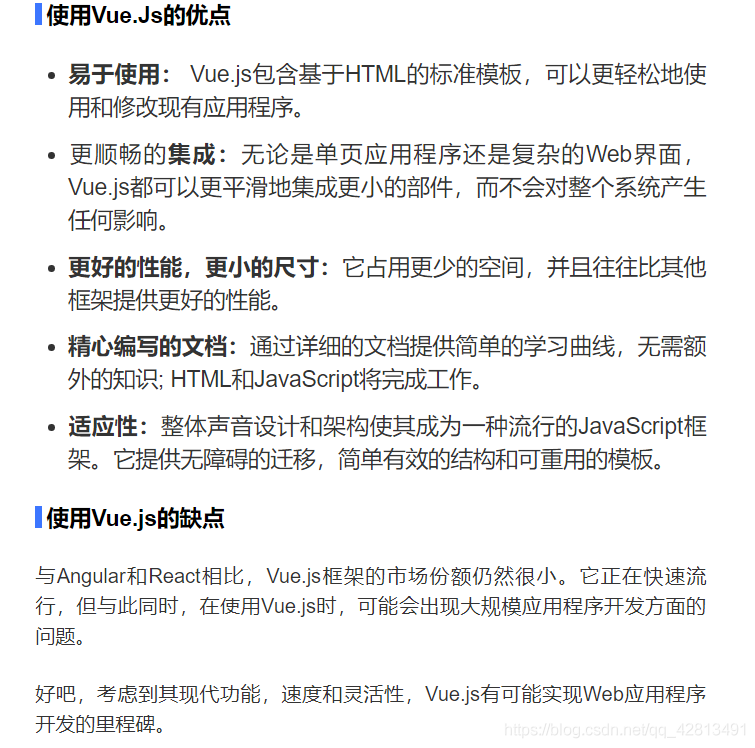 使用Vue.Js的优点
易于使用： Vue.js包含基于HTML的标准模板，可以更轻松地使
用和修改现有应用程序。
更顺畅的集成：无论是单页应用程序还是复杂的Web界面，
Vue.js都可以更平滑地集成更小的部件，而不会对整个系统产生
任何影响。
更好的性能，更小的尺寸：它占用更少的空间，并且往往比其他
框架提供更好的性能。
精心编写的文档：通过详细的文档提供简单的学习曲线，无需额
外的知识; HTML和JavaScript将完成工作。
适应性：整体声音设计和架构使其成为一种流行的JavaScript框
架。它提供无障碍的迁移，简单有效的结构和可重用的模板。
使用Vue.js的缺点
与Angular和React相比，Vue.js框架的市场份额仍然很小。它正在快速流
行，但与此同时，在使用Vue.js时，可能会出现大规模应用程序开发方面的
问题。
好吧，考虑到其现代功能，速度和灵活性，Vue.js有可能实现Web应用程序
开发的里程碑。
https://blog.csdn.net/qq_42813491